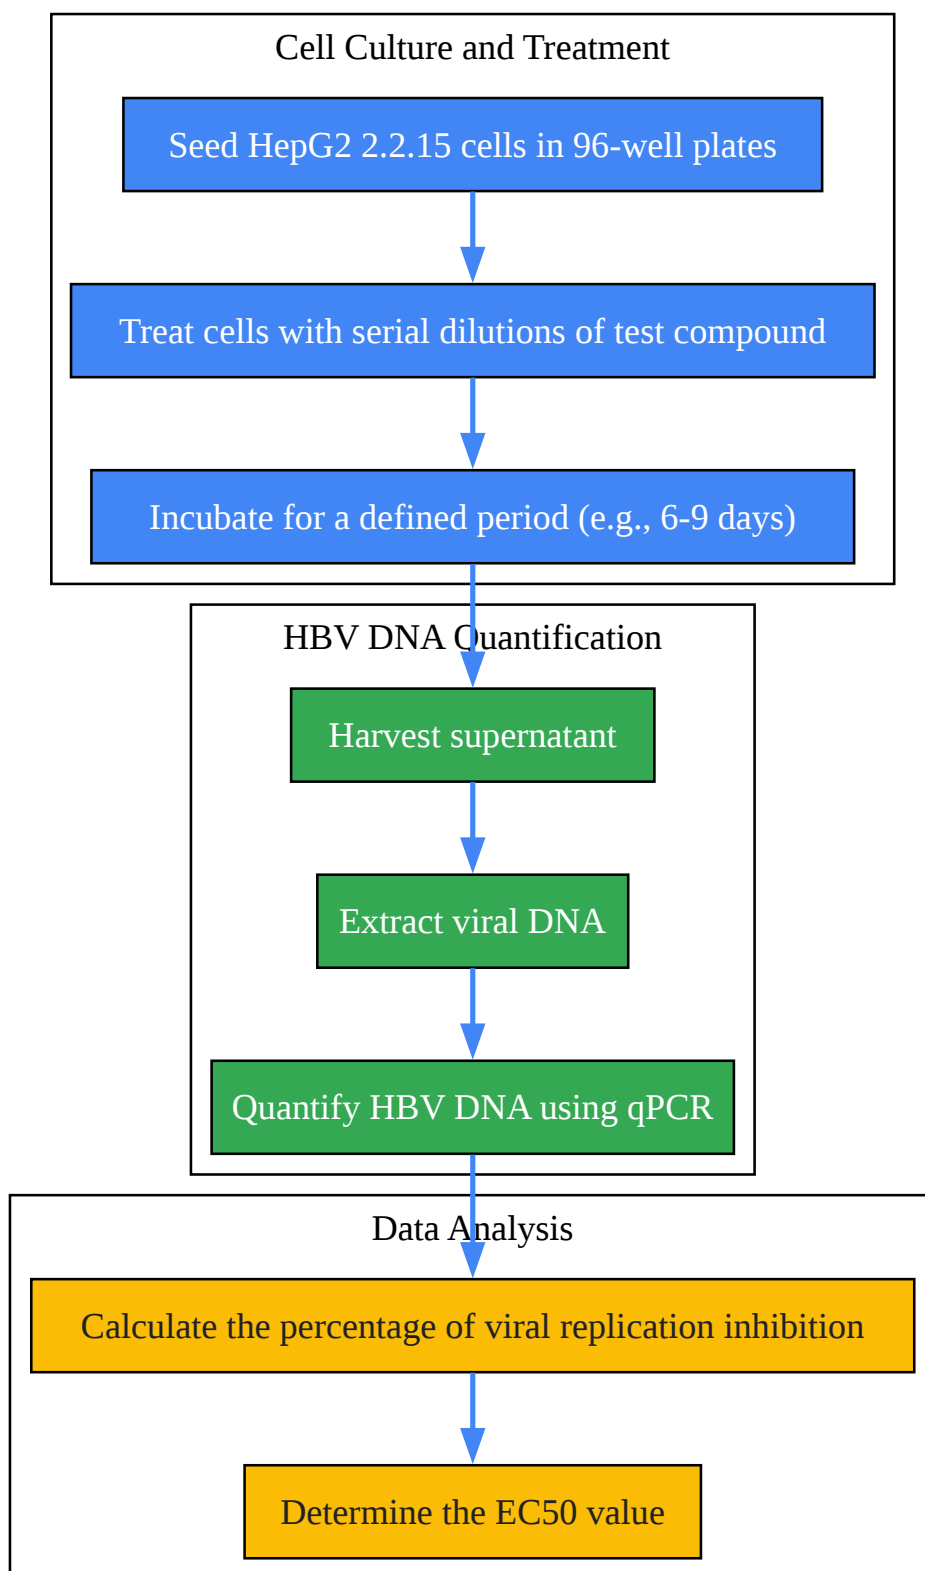 Cell Culture and Treatment
Seed HepG2 2.2.15 cells in 96-well plates
Treat cells with serial dilutions of test compound
Incubate for a defined period (e.g., 6-9 days)
HBV DNA Quantification
Harvest supernatant
Extract viral DNA
Quantify HBV DNA using qPCR
Data Analysis
Calculate the percentage of viral replication inhibition
Determine the EC50 value